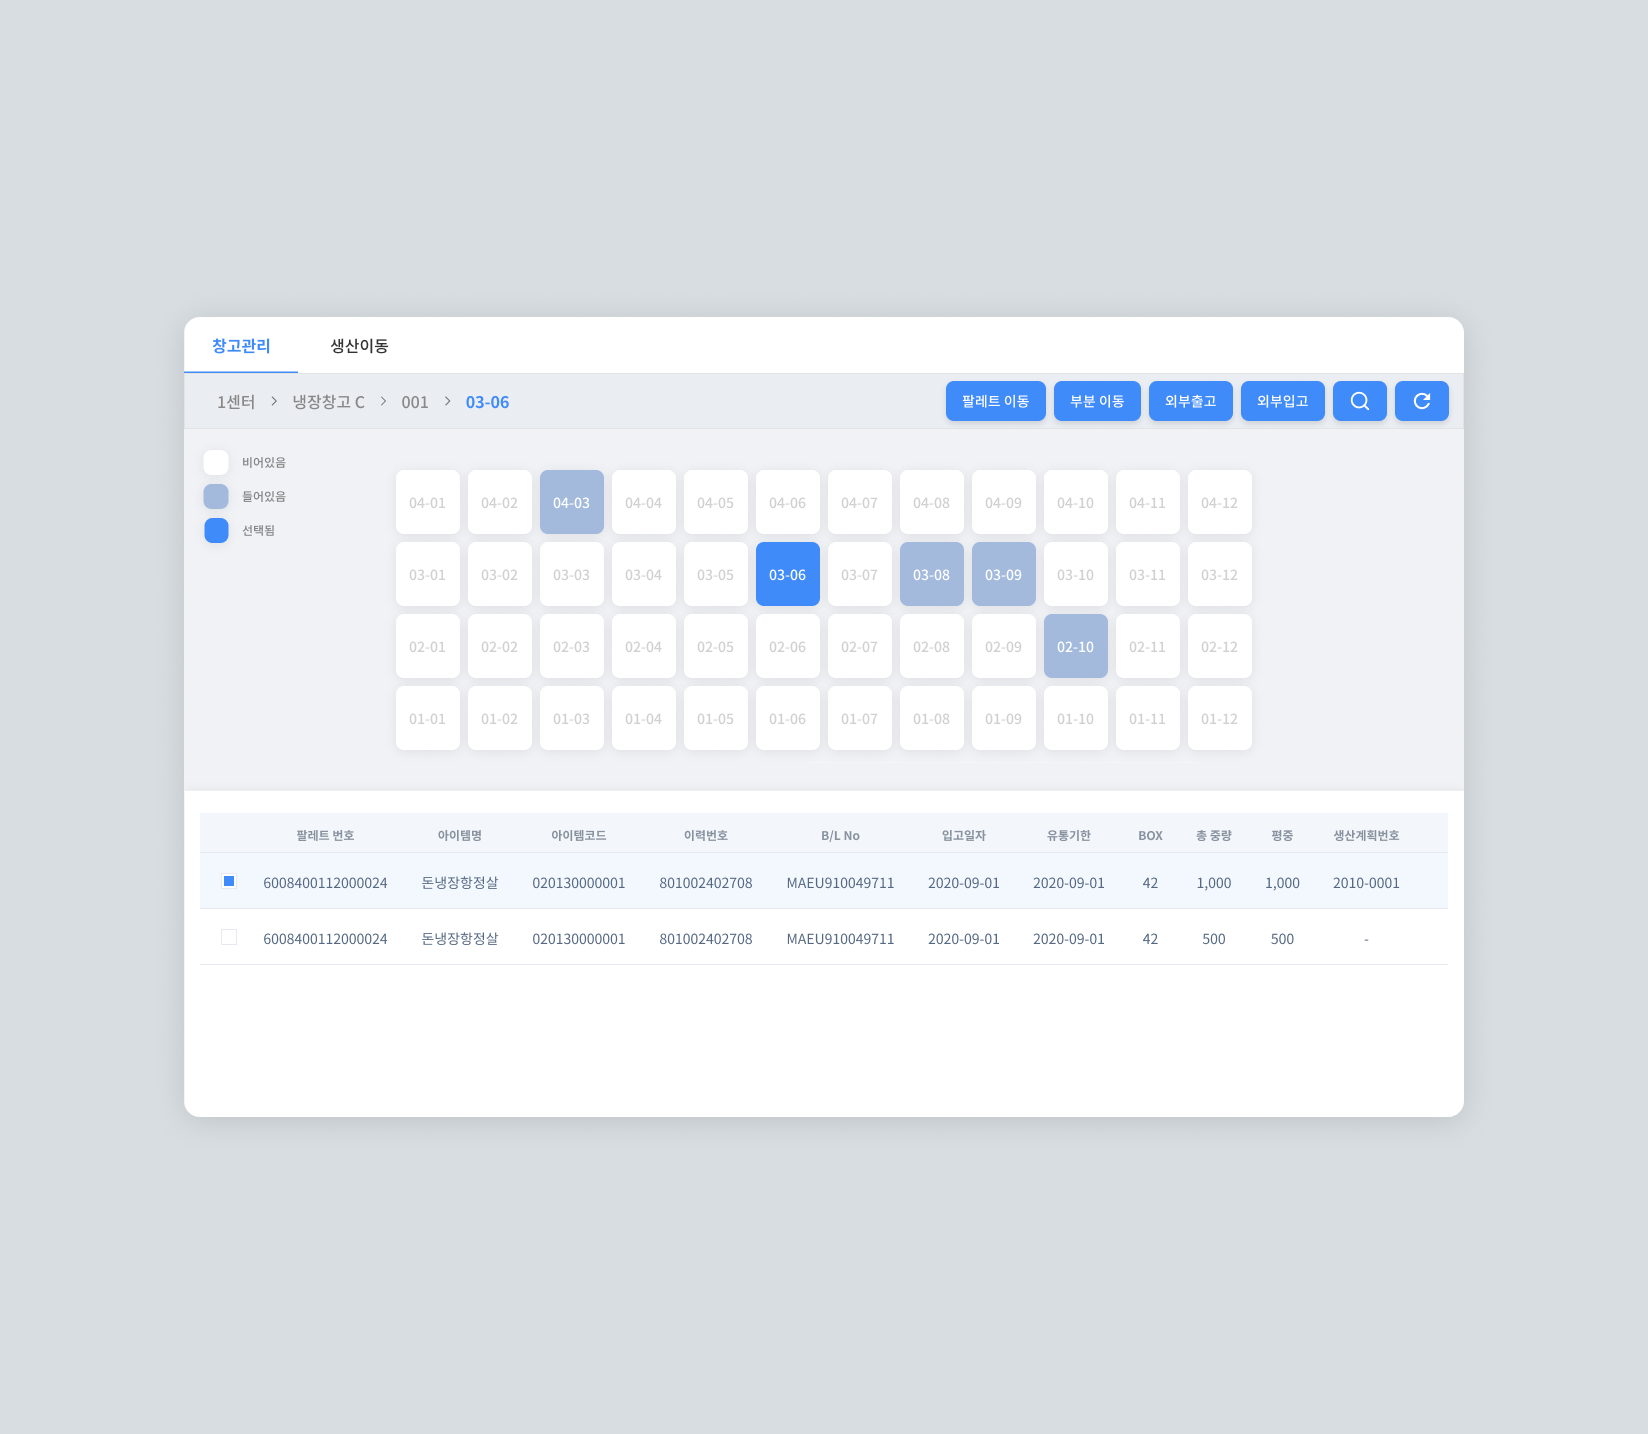 창고관리 생산이동
1센터 > 냉장창고 C > 001 > 03-06 팔레트 이동 부분 이동 외부출고 외부입고
비어있음
들어있음
선택됨
04-01 04-02 04-03 04-04 04-05 04-06 04-07 04-08 04-09 04-10 04-11 04-12
03-01 03-02 03-03 03-04 03-05 03-06 03-07 03-08 03-09 03-10 03-11 03-12
02-01 02-02 02-03 02-04 02-05 02-06 02-07 02-08 02-09 02-10 02-11 02-12
01-01 01-02 01-03 01-04 01-05 01-06 01-07 01-08 01-09 01-10 01-11 01-12
팔레트 번호 아이템명 아이템코드 이력번호 B/L No 입고일자 유통기한 BOX 총 중량 평중 생산계획번호
6008400112000024 돈냉장항정살 020130000001 801002402708 MAEU910049711 2020-09-01 2020-09-01 42 1,000 1,000 2010-0001
6008400112000024 돈냉장항정살 020130000001 801002402708 MAEU910049711 2020-09-01 2020-09-01 42 500 500 -